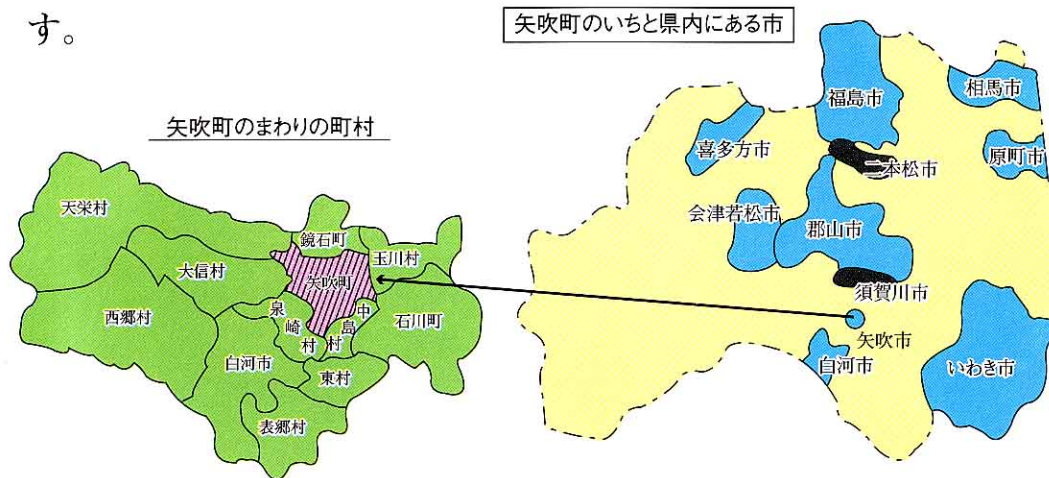 す。
矢吹町のいちと県内にある市
矢吹町のまわりの町村
天栄村
鏡石町
玉川村
大信村
矢吹町
西郷村
泉崎村
中島村
石川町
白河市
東村
表郷村
福島市
相馬市
喜多方市
二本松市
原町市
会津若松市
郡山市
須賀川市
矢吹市
白河市
いわき市